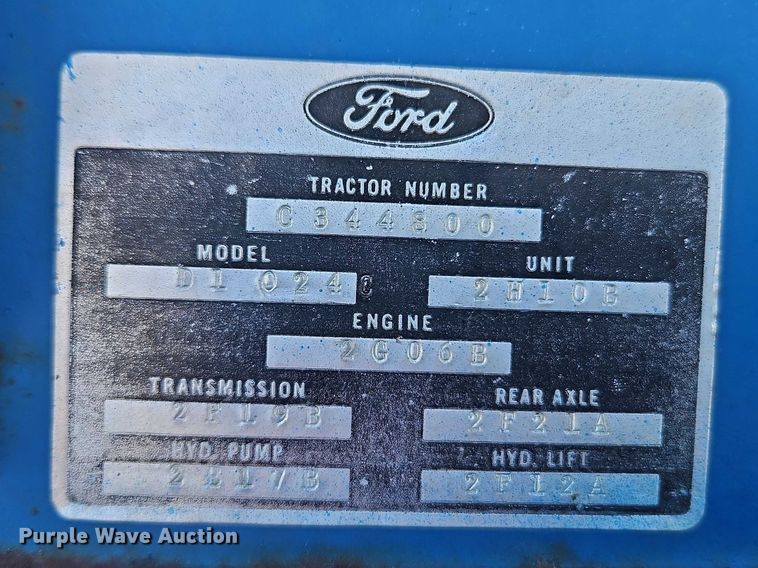 Ford
TRACTOR NUMBER
C344800
MODEL UNIT
D1024C 2H10B
ENGINE
2G06B
TRANSMISSION REAR AXLE
2F19B 2F21A
HYD. PUMP HYD. LIFT
2E17B 2F12A
Purple Wave Auction